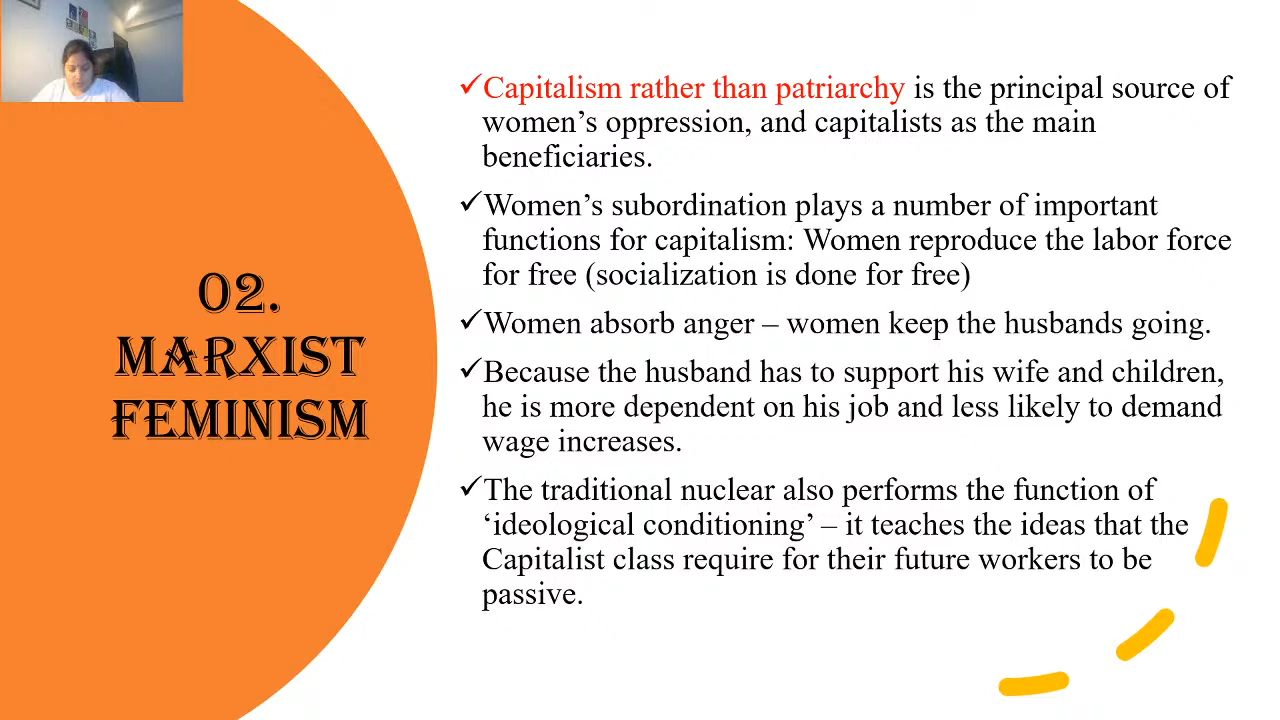 02.
MARXIST
FEMINISM
✓Capitalism rather than patriarchy is the principal source of
women’s oppression, and capitalists as the main
beneficiaries.
✓Women’s subordination plays a number of important
functions for capitalism: Women reproduce the labor force
for free (socialization is done for free)
✓Women absorb anger – women keep the husbands going.
✓Because the husband has to support his wife and children,
he is more dependent on his job and less likely to demand
wage increases.
✓The traditional nuclear also performs the function of
‘ideological conditioning’ – it teaches the ideas that the
Capitalist class require for their future workers to be
passive.